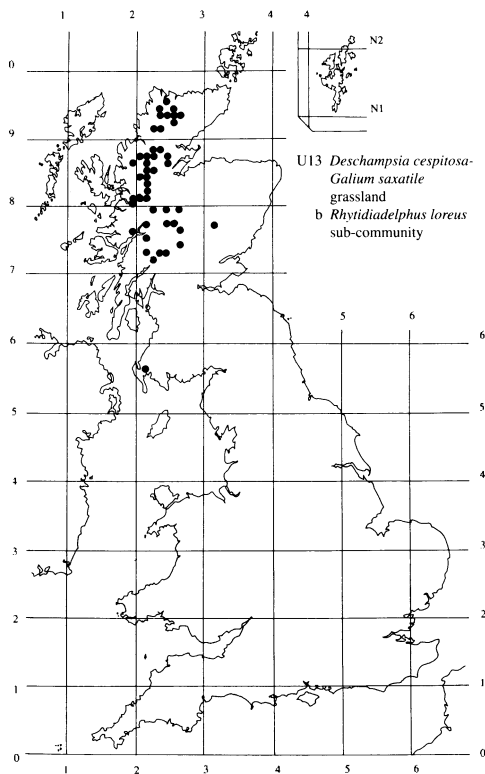 1 2 3 4
0
N2
N1
9
U13 Deschampsia cespitosa-
Galium saxatile
grassland
b Rhytidiadelphus loreus
sub-community
8
7
5 6
6 6
5 5
4 4
3 3
2 2
1 1
0 0
1 2 3 5 6